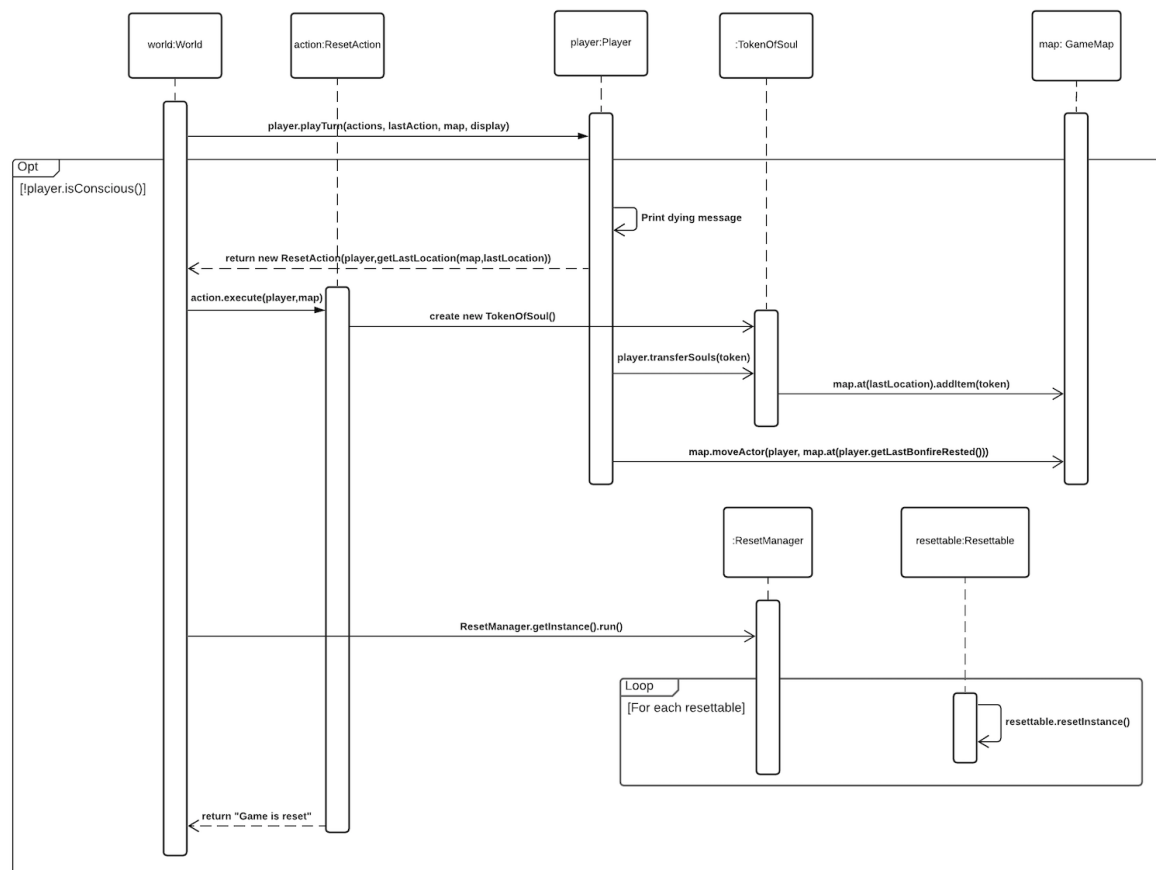 world:World
action:ResetAction
player:Player
:TokenOfSoul
map: GameMap
player.playTurn(actions, lastAction, map, display)
Opt
[!player.isConscious()]
Print dying message
return new ResetAction(player,getLastLocation(map,lastLocation))
action.execute(player,map)
create new TokenOfSoul()
player.transferSouls(token)
map.at(lastLocation).addItem(token)
map.moveActor(player, map.at(player.getLastBonfireRested()))
:ResetManager
resettable:Resettable
ResetManager.getInstance().run()
Loop
[For each resettable]
resettable.resetInstance()
return "Game is reset"